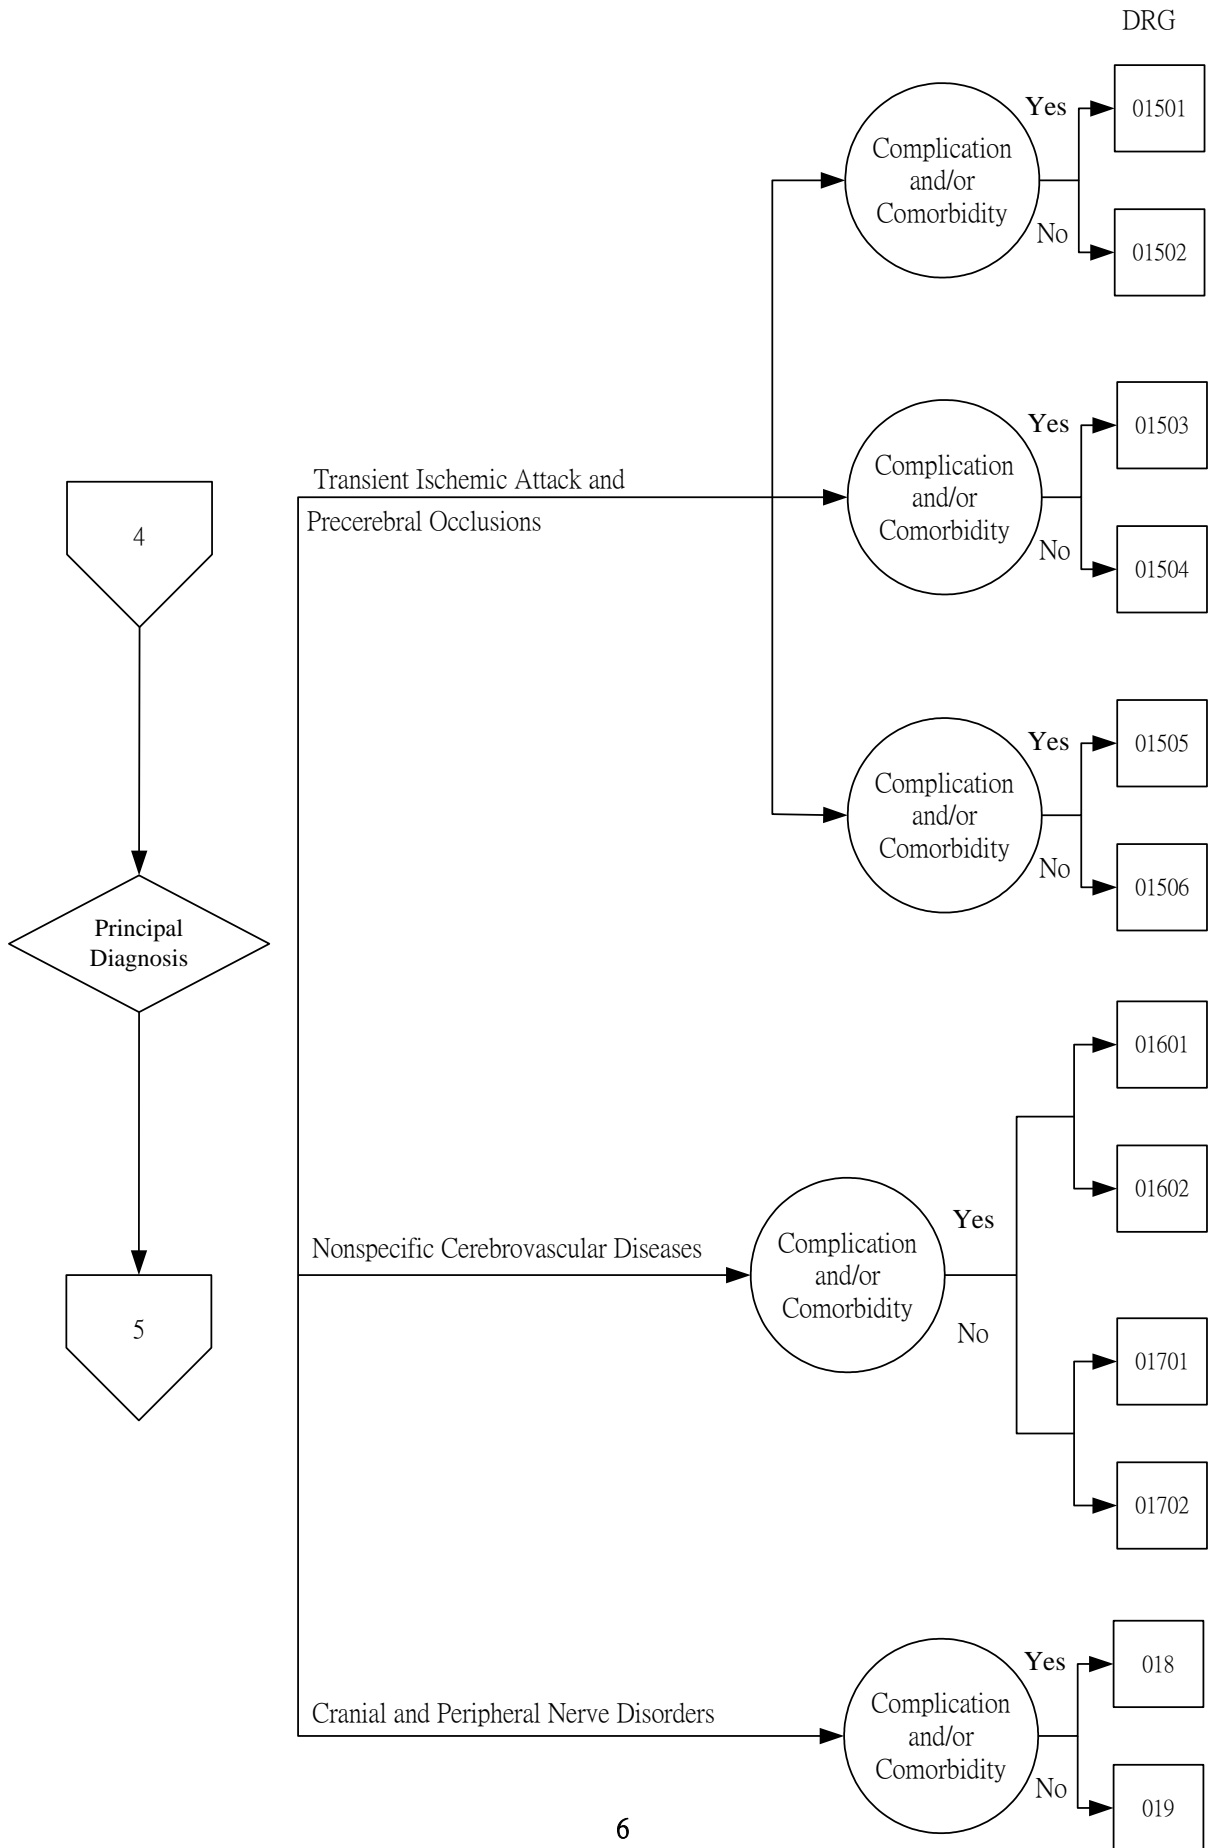 DRG
Yes
01501
Complication
and/or
Comorbidity
No
01502
Yes
01503
Complication
and/or
Comorbidity
No
01504
Transient Ischemic Attack and
Precerebral Occlusions
4
Yes
01505
Complication
and/or
Comorbidity
No
01506
Principal
Diagnosis
01601
01602
Yes
Nonspecific Cerebrovascular Diseases
Complication
and/or
Comorbidity
No
5
01701
01702
Yes
018
Cranial and Peripheral Nerve Disorders
Complication
and/or
Comorbidity
No
019
6